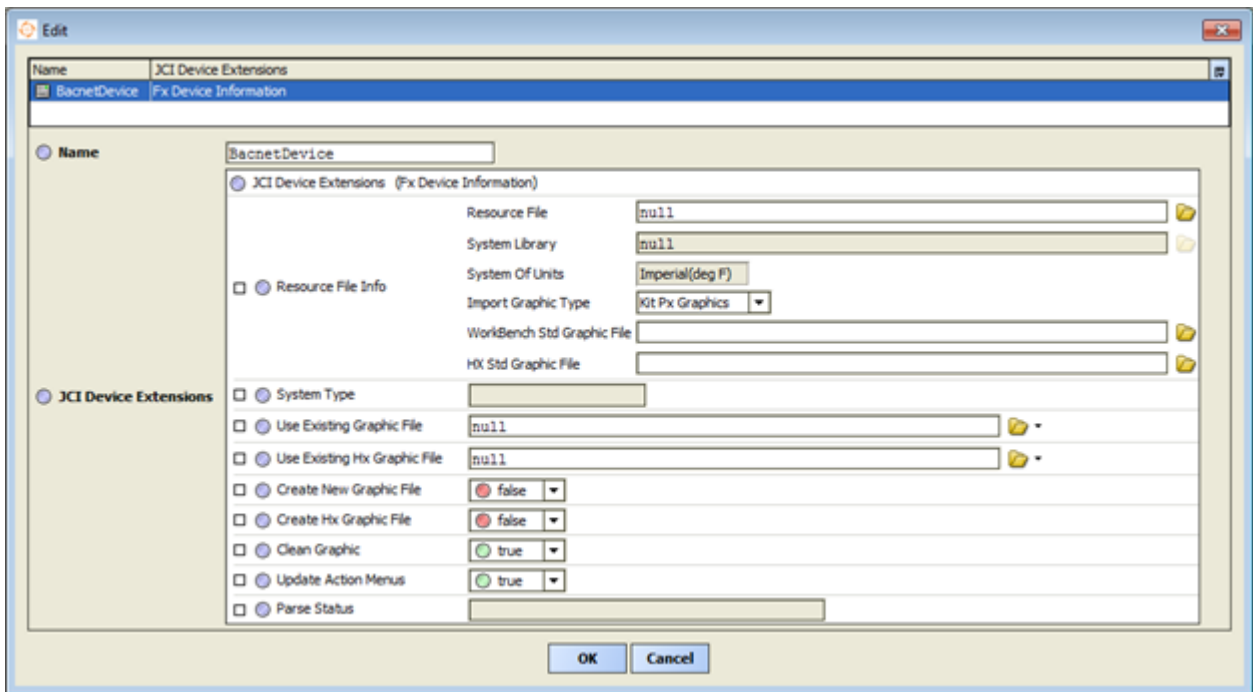 Edit
Name JCI Device Extensions
BacnetDevice Fx Device Information
Name BacnetDevice
JCI Device Extensions (Fx Device Information)
Resource File null
System Library null
System Of Units Imperial(deg F)
Resource File Info
Import Graphic Type Kit Px Graphics
WorkBench Std Graphic File
HX Std Graphic File
JCI Device Extensions
System Type
Use Existing Graphic File null
Use Existing Hx Graphic File null
Create New Graphic File false
Create Hx Graphic File false
Clean Graphic true
Update Action Menus true
Parse Status
OK Cancel